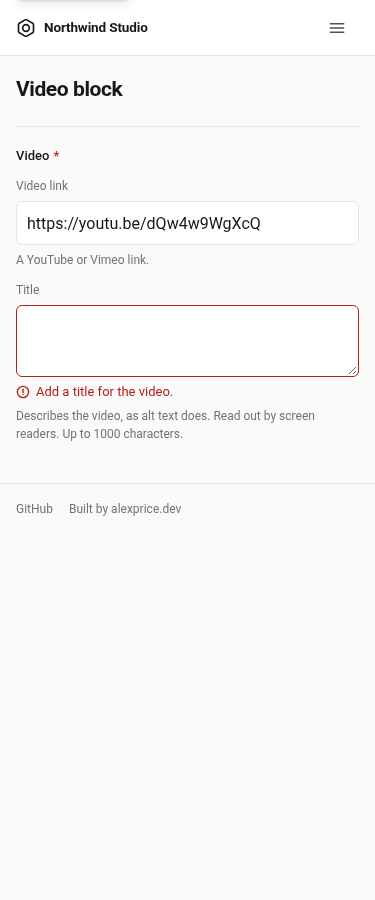 Northwind Studio
Video block
Video *
Video link
https://youtu.be/dQw4w9WgXcQ
A YouTube or Vimeo link.
Title
Add a title for the video.
Describes the video, as alt text does. Read out by screen
readers. Up to 1000 characters.
GitHub Built by alexprice.dev